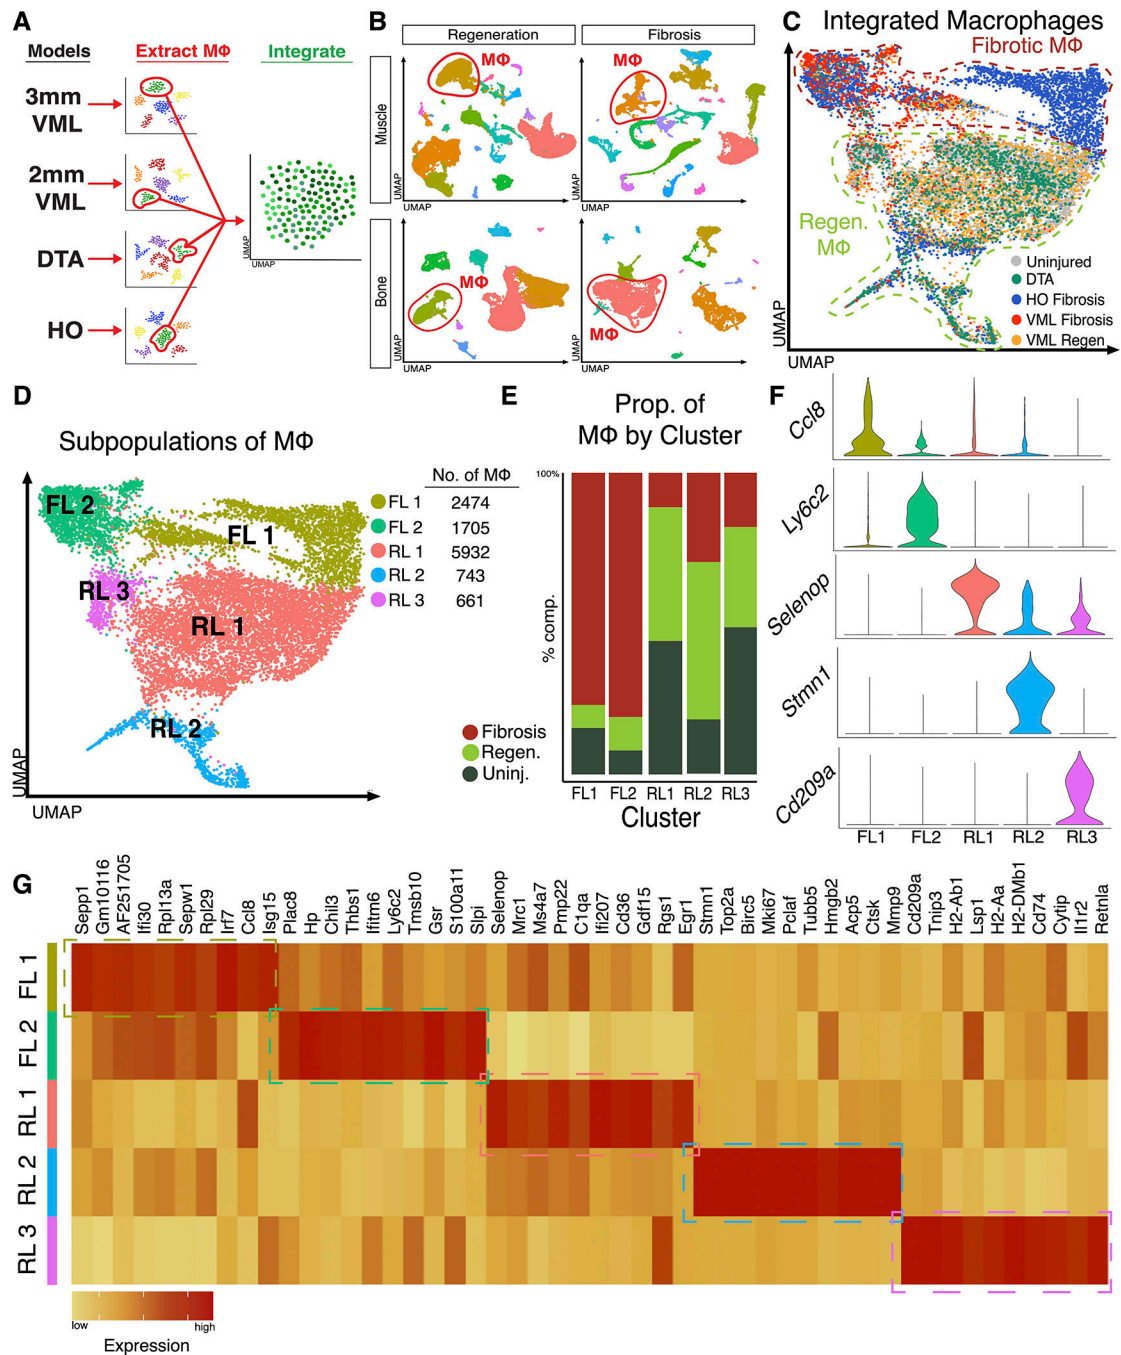 A
Models
Extract MΦ
Integrate
3mm
VML
2mm
VML
DTA
HO
UMAP
UMAP
B
Regeneration
Fibrosis
Muscle
Bone
MΦ
MΦ
MΦ
MΦ
UMAP
UMAP
UMAP
UMAP
UMAP
UMAP
UMAP
UMAP
C
Integrated Macrophages
Fibrotic MΦ
Regen.
MΦ
Uninjured
DTA
HO Fibrosis
VML Fibrosis
VML Regen
UMAP
UMAP
D
Subpopulations of MΦ
No. of MΦ
FL 1 2474
FL 2 1705
RL 1 5932
RL 2 743
RL 3 661
FL 2
FL 1
RL 3
RL 1
RL 2
UMAP
UMAP
E
Prop. of
MΦ by Cluster
100%
% comp.
Fibrosis
Regen.
Uninj.
FL1 FL2 RL1 RL2 RL3
Cluster
F
Ccl8
Ly6c2
Selenop
Stmn1
Cd209a
FL1 FL2 RL1 RL2 RL3
G
Sepp1
Gm10116
AF251705
Ifi30
Rpl13a
Sepw1
Rpl29
Irf7
Ccl8
Isg15
Plac8
Hp
Chil3
Thbs1
Ifitm6
Ly6c2
Tmsb10
Gsr
S100a11
Slpi
Selenop
Mrc1
Ms4a7
Pmp22
C1qa
Ifi207
Cd36
Gdf15
Rgs1
Egr1
Stmn1
Top2a
Birc5
Mki67
Pclaf
Tubb5
Hmgb2
Acp5
Ctsk
Mmp9
Cd209a
Tnip3
H2-Ab1
Lsp1
H2-Aa
H2-DMb1
Cd74
Cytip
Il1r2
Retnla
FL 1
FL 2
RL 1
RL 2
RL 3
low high
Expression